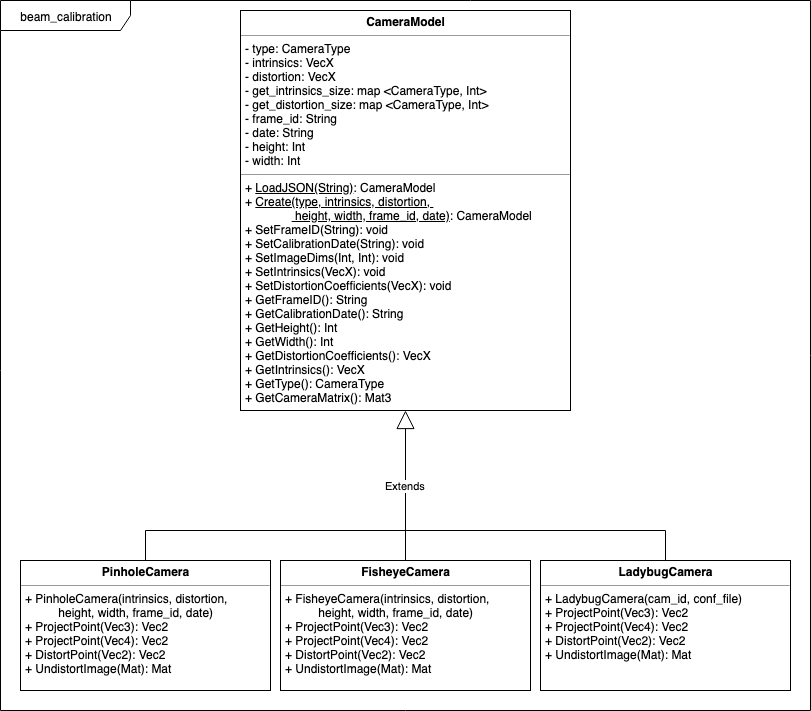 beam_calibration
CameraModel
- type: CameraType
- intrinsics: VecX
- distortion: VecX
- get_intrinsics_size: map <CameraType, Int>
- get_distortion_size: map <CameraType, Int>
- frame_id: String
- date: String
- height: Int
- width: Int
+ LoadJSON(String): CameraModel
+ Create(type, intrinsics, distortion,
height, width, frame_id, date): CameraModel
+ SetFrameID(String): void
+ SetCalibrationDate(String): void
+ SetImageDims(Int, Int): void
+ SetIntrinsics(VecX): void
+ SetDistortionCoefficients(VecX): void
+ GetFrameID(): String
+ GetCalibrationDate(): String
+ GetHeight(): Int
+ GetWidth(): Int
+ GetDistortionCoefficients(): VecX
+ GetIntrinsics(): VecX
+ GetType(): CameraType
+ GetCameraMatrix(): Mat3
Extends
PinholeCamera
+ PinholeCamera(intrinsics, distortion,
height, width, frame_id, date)
+ ProjectPoint(Vec3): Vec2
+ ProjectPoint(Vec4): Vec2
+ DistortPoint(Vec2): Vec2
+ UndistortImage(Mat): Mat
FisheyeCamera
+ FisheyeCamera(intrinsics, distortion,
height, width, frame_id, date)
+ ProjectPoint(Vec3): Vec2
+ ProjectPoint(Vec4): Vec2
+ DistortPoint(Vec2): Vec2
+ UndistortImage(Mat): Mat
LadybugCamera
+ LadybugCamera(cam_id, conf_file)
+ ProjectPoint(Vec3): Vec2
+ ProjectPoint(Vec4): Vec2
+ DistortPoint(Vec2): Vec2
+ UndistortImage(Mat): Mat